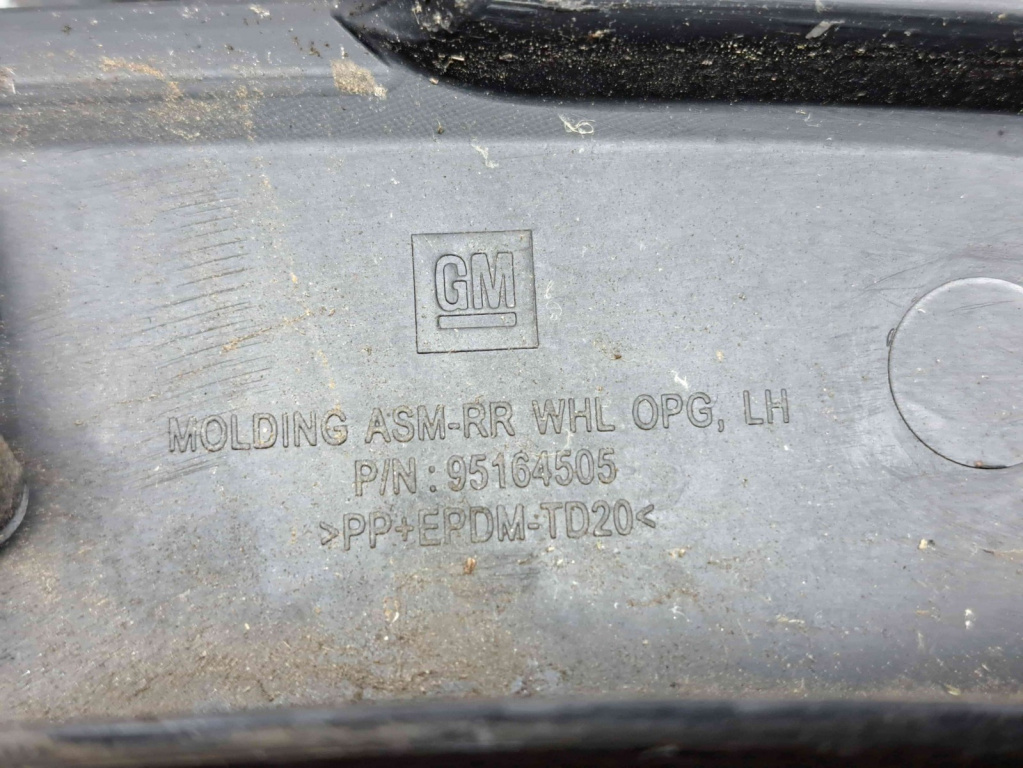 GM
MOLDING ASM-RR WHL OPG, LH
P/N : 95164505
>PP+EPDM-TD20<